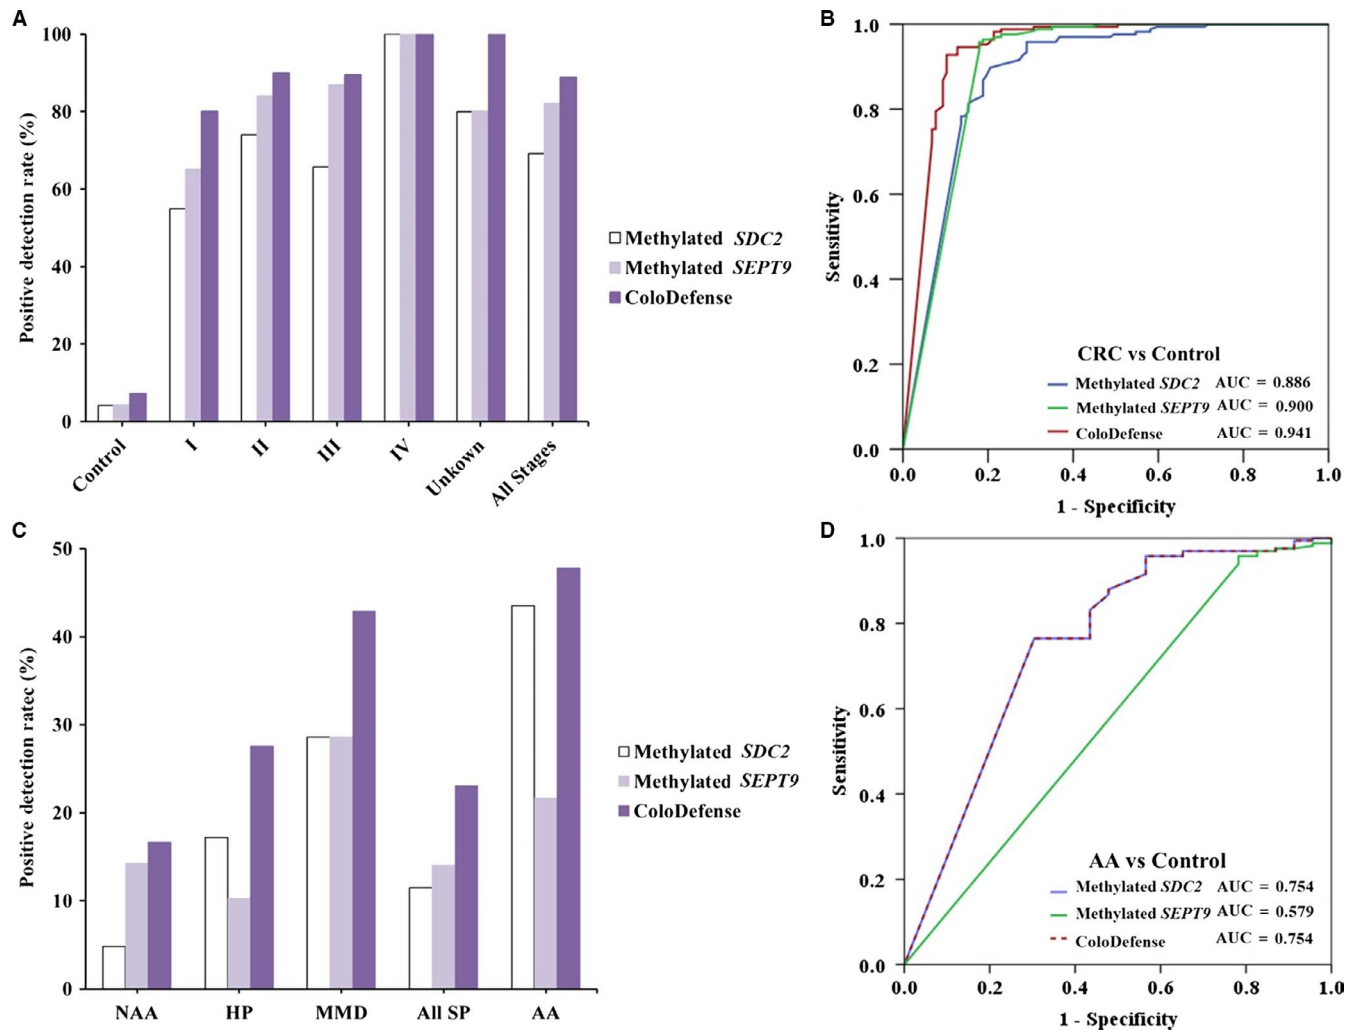 A
100
80
60
40
20
0
Positive detection rate (%)
Control
I
II
III
IV
Unkown
All Stages
Methylated SDC2
Methylated SEPT9
ColoDefense
B
1.0
0.8
0.6
0.4
0.2
0.0
Sensitivity
CRC vs Control
Methylated SDC2 AUC = 0.886
Methylated SEPT9 AUC = 0.900
ColoDefense AUC = 0.941
0.0 0.2 0.4 0.6 0.8 1.0
1 - Specificity
C
50
40
30
20
10
0
Positive detection ratec (%)
NAA HP MMD All SP AA
Methylated SDC2
Methylated SEPT9
ColoDefense
D
1.0
0.8
0.6
0.4
0.2
0.0
Sensitivity
AA vs Control
Methylated SDC2 AUC = 0.754
Methylated SEPT9 AUC = 0.579
ColoDefense AUC = 0.754
0.0 0.2 0.4 0.6 0.8 1.0
1 - Specificity